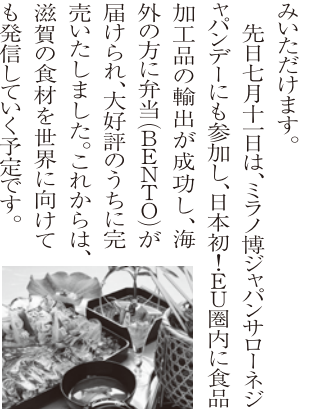 みいただけます。
　先日七月十一日は、ミラノ博ジャパンサローネジ
ャパンデーにも参加し、日本初！ＥＵ圏内に食品
加工品の輸出が成功し、海
外の方に弁当（ＢＥＮＴＯ）が
届けられ、大好評のうちに完
売いたしました。これからは、
滋賀の食材を世界に向けて
も発信していく予定です。